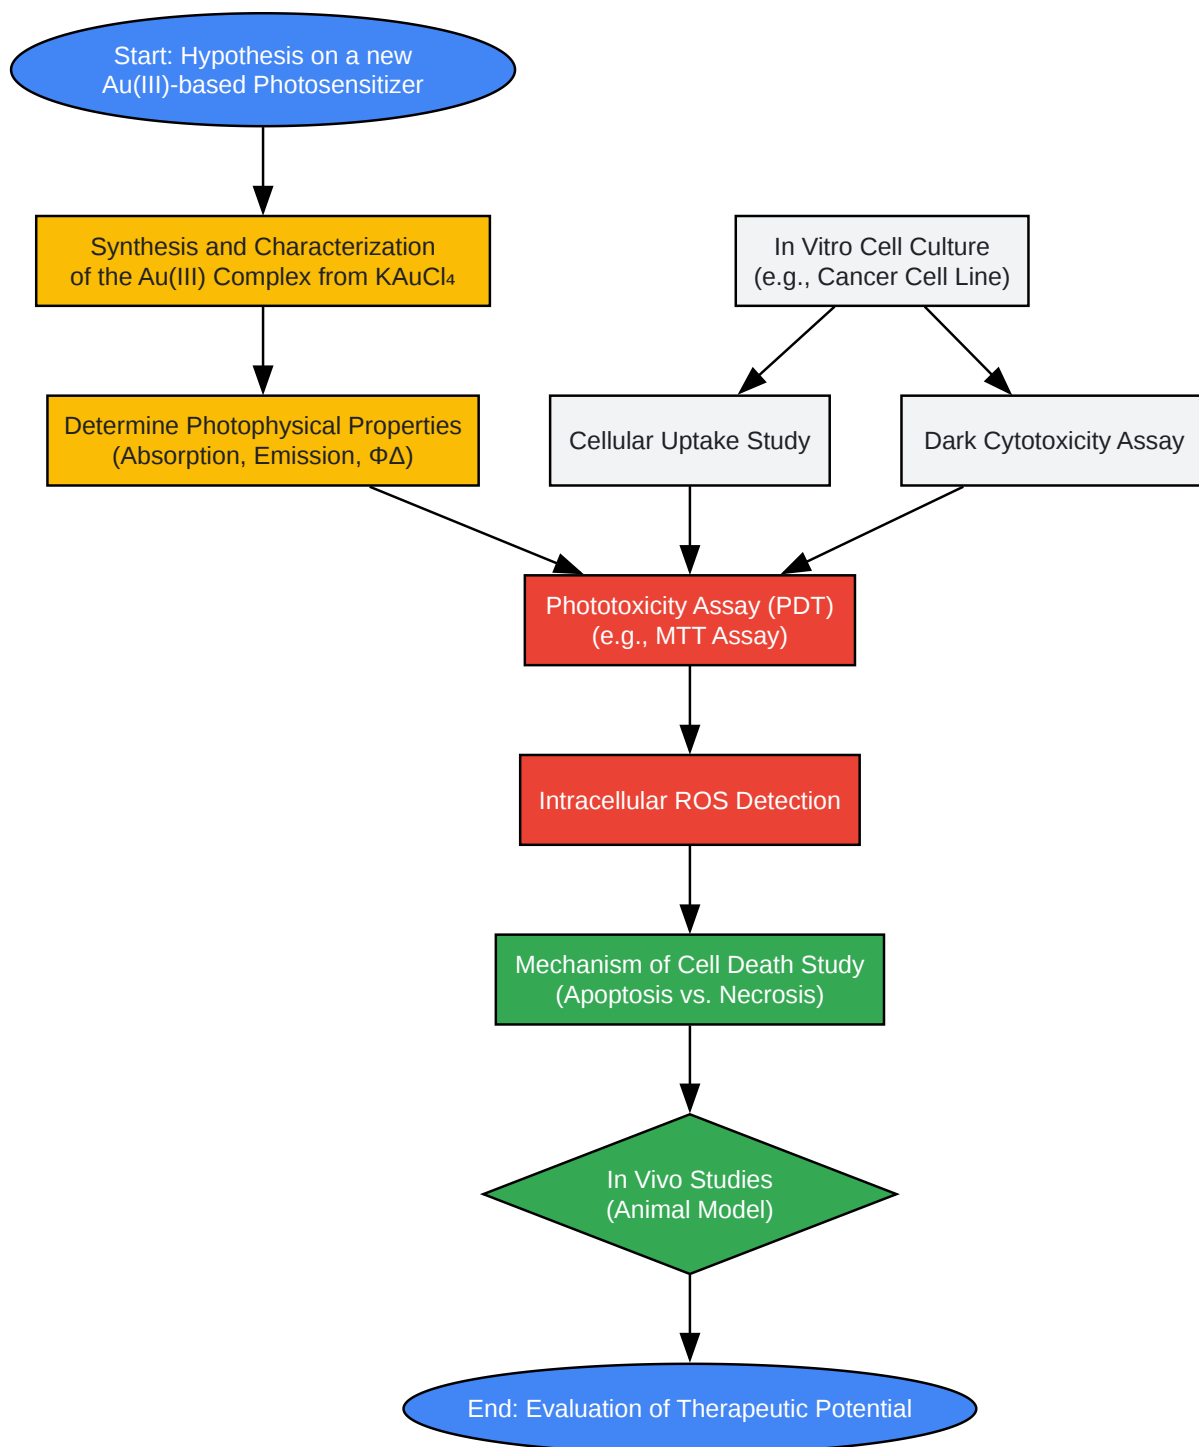 Start: Hypothesis on a new
Au(III)-based Photosensitizer
Synthesis and Characterization
of the Au(III) Complex from KAuCl₄
In Vitro Cell Culture
(e.g., Cancer Cell Line)
Determine Photophysical Properties
(Absorption, Emission, ΦΔ)
Cellular Uptake Study
Dark Cytotoxicity Assay
Phototoxicity Assay (PDT)
(e.g., MTT Assay)
Intracellular ROS Detection
Mechanism of Cell Death Study
(Apoptosis vs. Necrosis)
In Vivo Studies
(Animal Model)
End: Evaluation of Therapeutic Potential